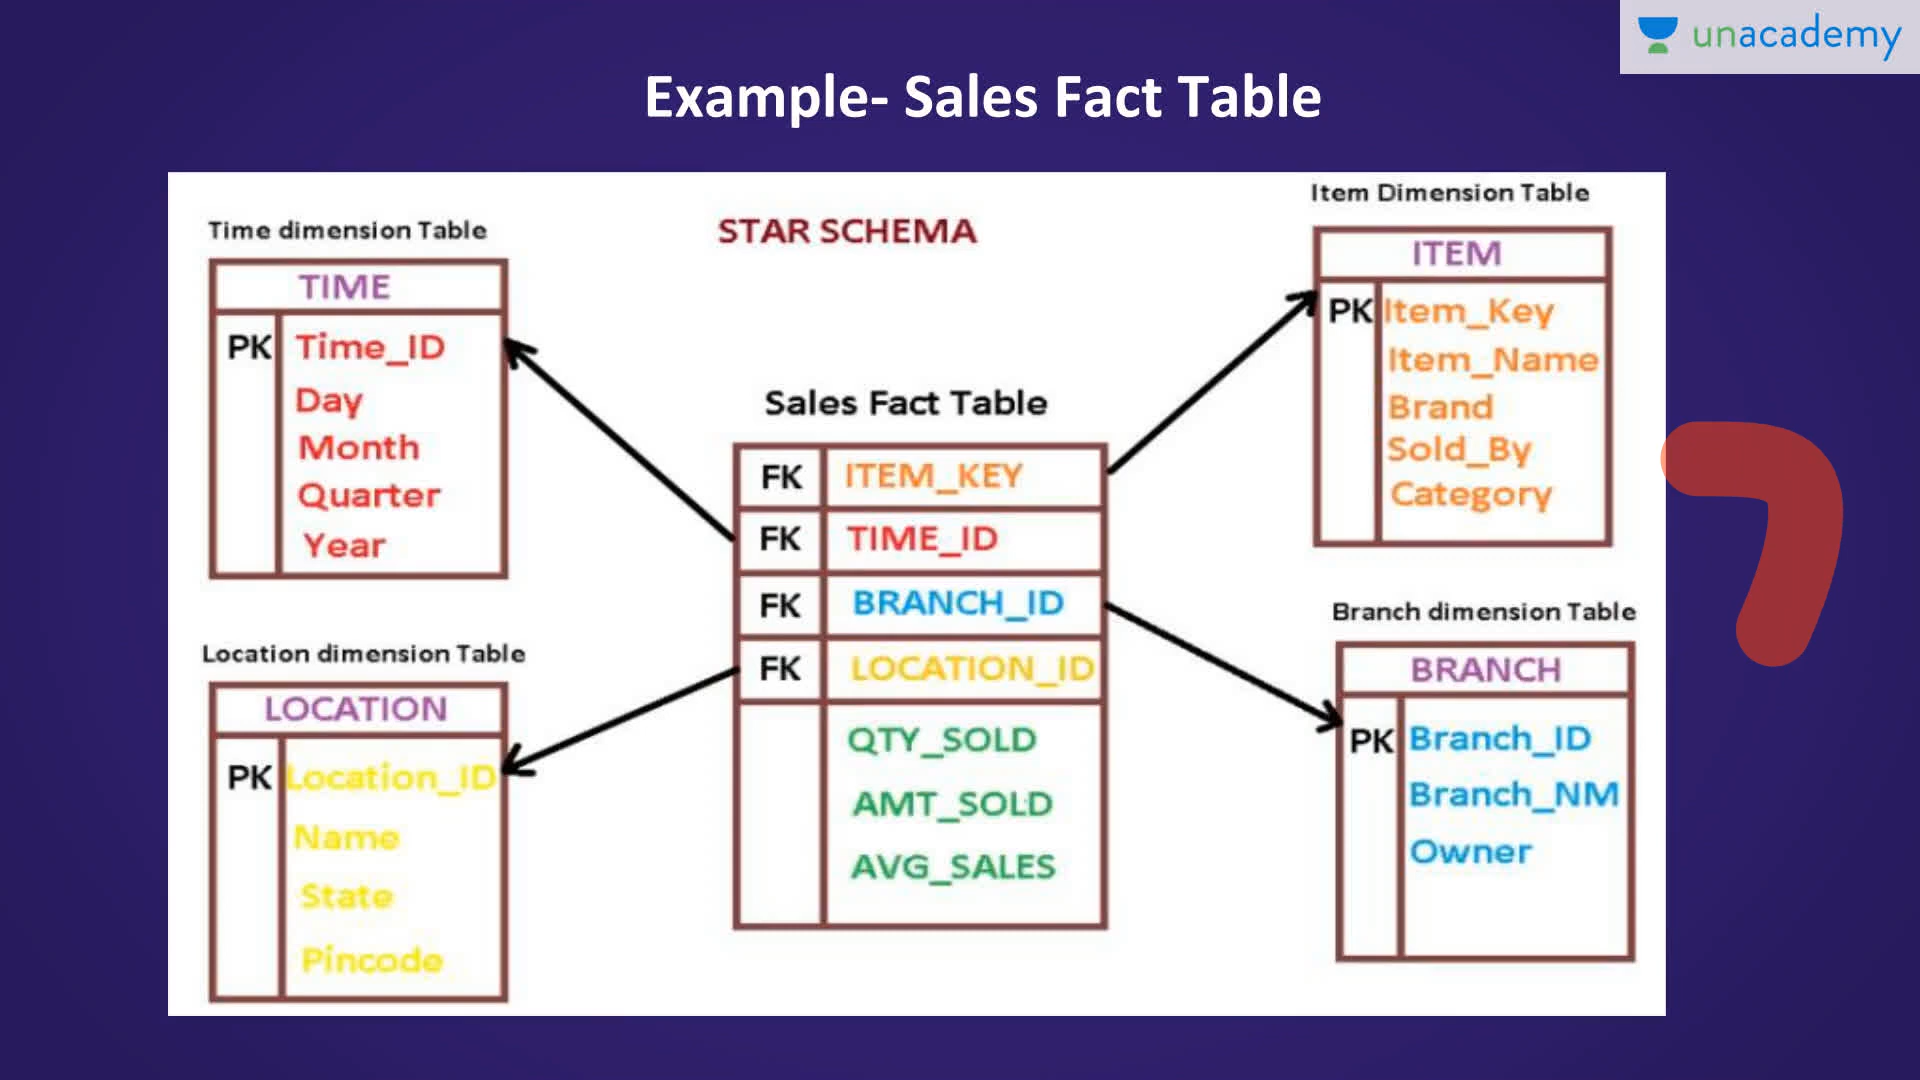 unacademy
Example- Sales Fact Table
STAR SCHEMA
Time dimension Table
TIME
PK Time_ID
Day
Month
Quarter
Year
Item Dimension Table
ITEM
PK Item_Key
Item_Name
Brand
Sold_By
Category
Sales Fact Table
FK ITEM_KEY
FK TIME_ID
FK BRANCH_ID
FK LOCATION_ID
QTY_SOLD
AMT_SOLD
AVG_SALES
Location dimension Table
LOCATION
PK Location_ID
Name
State
Pincode
Branch dimension Table
BRANCH
PK Branch_ID
Branch_NM
Owner